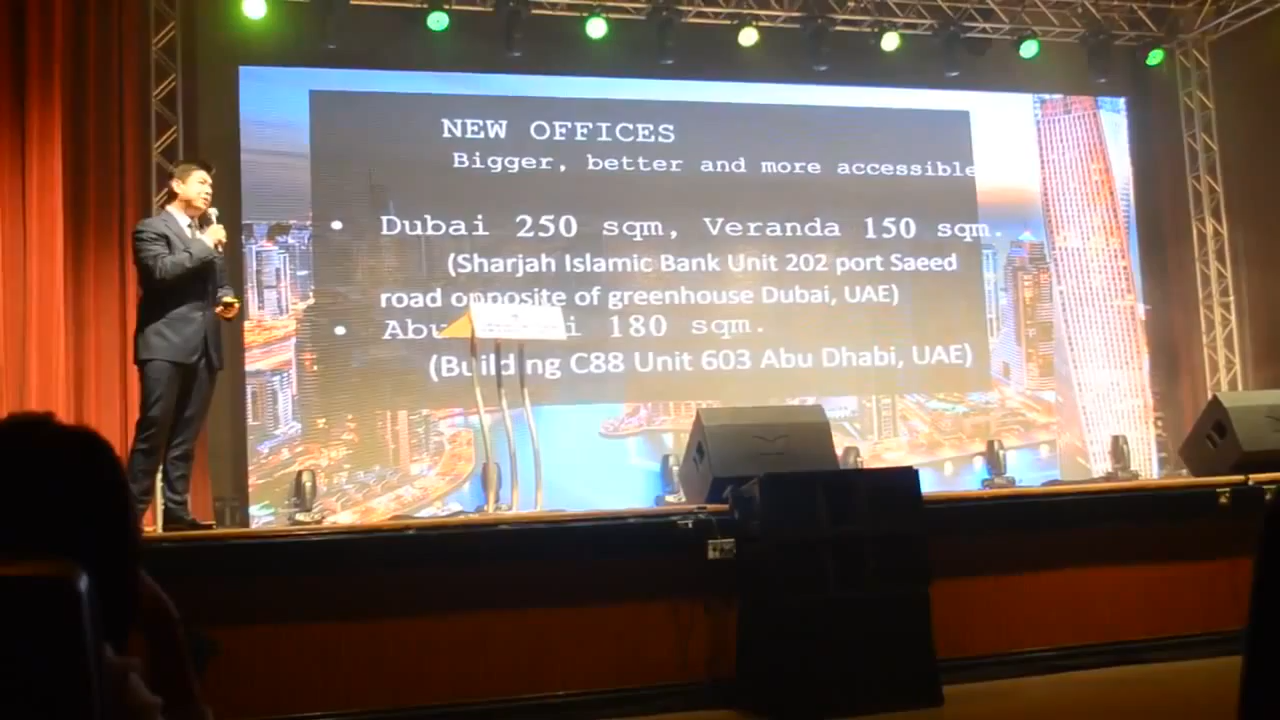 NEW OFFICES
Bigger, better and more accessible
• Dubai 250 sqm, Veranda 150 sqm.
(Sharjah Islamic Bank Unit 202 port Saeed
road opposite of greenhouse Dubai, UAE)
• 180 sqm.
(Building C88 Unit 603 Abu Dhabi, UAE)